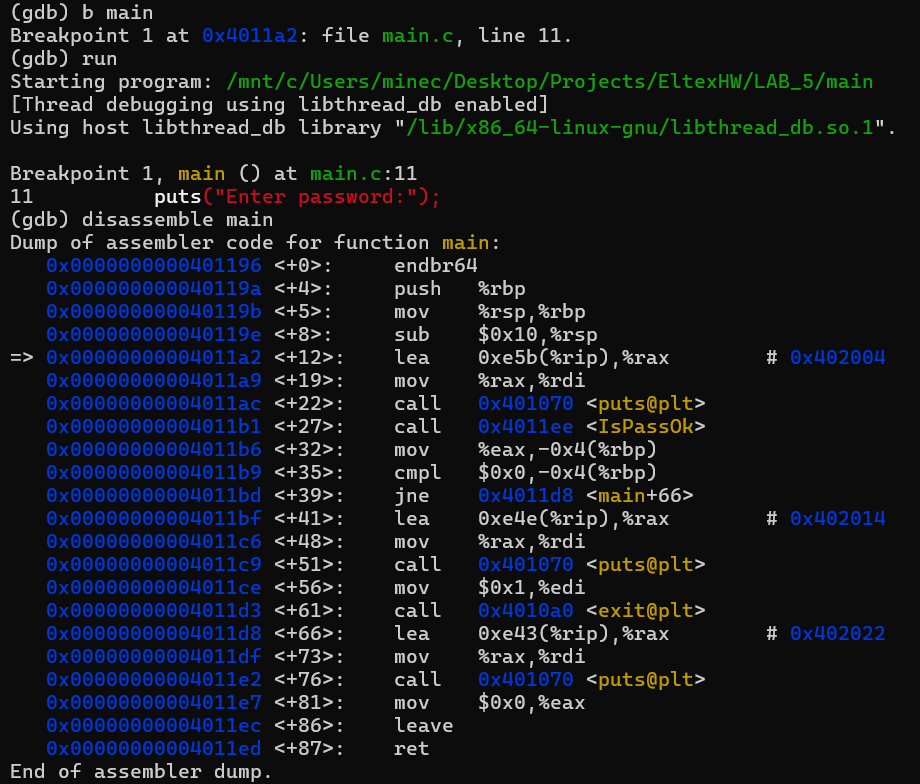 (gdb) b main
Breakpoint 1 at 0x4011a2: file main.c, line 11.
(gdb) run
Starting program: /mnt/c/Users/minec/Desktop/Projects/EltexHW/LAB_5/main
[Thread debugging using libthread_db enabled]
Using host libthread_db library "/lib/x86_64-linux-gnu/libthread_db.so.1".

Breakpoint 1, main () at main.c:11
11          puts("Enter password:");
(gdb) disassemble main
Dump of assembler code for function main:
   0x0000000000401196 <+0>:     endbr64
   0x000000000040119a <+4>:     push   %rbp
   0x000000000040119b <+5>:     mov    %rsp,%rbp
   0x000000000040119e <+8>:     sub    $0x10,%rsp
=> 0x00000000004011a2 <+12>:    lea    0xe5b(%rip),%rax        # 0x402004
   0x00000000004011a9 <+19>:    mov    %rax,%rdi
   0x00000000004011ac <+22>:    call   0x401070 <puts@plt>
   0x00000000004011b1 <+27>:    call   0x4011ee <IsPassOk>
   0x00000000004011b6 <+32>:    mov    %eax,-0x4(%rbp)
   0x00000000004011b9 <+35>:    cmpl   $0x0,-0x4(%rbp)
   0x00000000004011bd <+39>:    jne    0x4011d8 <main+66>
   0x00000000004011bf <+41>:    lea    0xe4e(%rip),%rax        # 0x402014
   0x00000000004011c6 <+48>:    mov    %rax,%rdi
   0x00000000004011c9 <+51>:    call   0x401070 <puts@plt>
   0x00000000004011ce <+56>:    mov    $0x1,%edi
   0x00000000004011d3 <+61>:    call   0x4010a0 <exit@plt>
   0x00000000004011d8 <+66>:    lea    0xe43(%rip),%rax        # 0x402022
   0x00000000004011df <+73>:    mov    %rax,%rdi
   0x00000000004011e2 <+76>:    call   0x401070 <puts@plt>
   0x00000000004011e7 <+81>:    mov    $0x0,%eax
   0x00000000004011ec <+86>:    leave
   0x00000000004011ed <+87>:    ret
End of assembler dump.